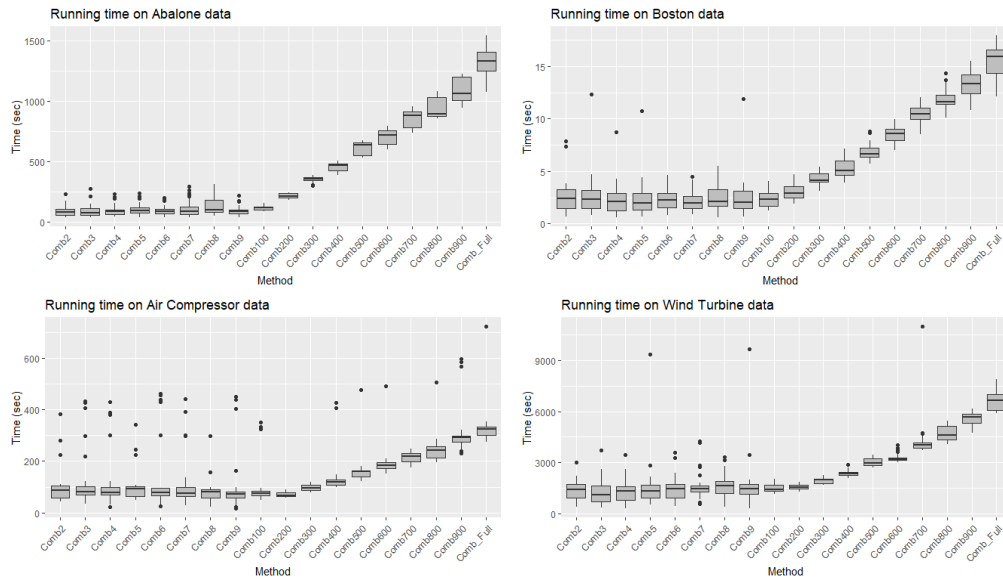 Running time on Abalone data
Time (sec)
1500
1000
500
0
Comb2
Comb3
Comb4
Comb5
Comb6
Comb7
Comb8
Comb9
Comb100
Comb200
Comb300
Comb400
Comb500
Comb600
Comb700
Comb800
Comb900
Comb_Full
Method
Running time on Boston data
Time (sec)
15
10
5
0
Comb2
Comb3
Comb4
Comb5
Comb6
Comb7
Comb8
Comb9
Comb100
Comb200
Comb300
Comb400
Comb500
Comb600
Comb700
Comb800
Comb900
Comb_Full
Method
Running time on Air Compressor data
Time (sec)
600
400
200
0
Comb2
Comb3
Comb4
Comb5
Comb6
Comb7
Comb8
Comb9
Comb100
Comb200
Comb300
Comb400
Comb500
Comb600
Comb700
Comb800
Comb900
Comb_Full
Method
Running time on Wind Turbine data
Time (sec)
9000
6000
3000
0
Comb2
Comb3
Comb4
Comb5
Comb6
Comb7
Comb8
Comb9
Comb100
Comb200
Comb300
Comb400
Comb500
Comb600
Comb700
Comb800
Comb900
Comb_Full
Method